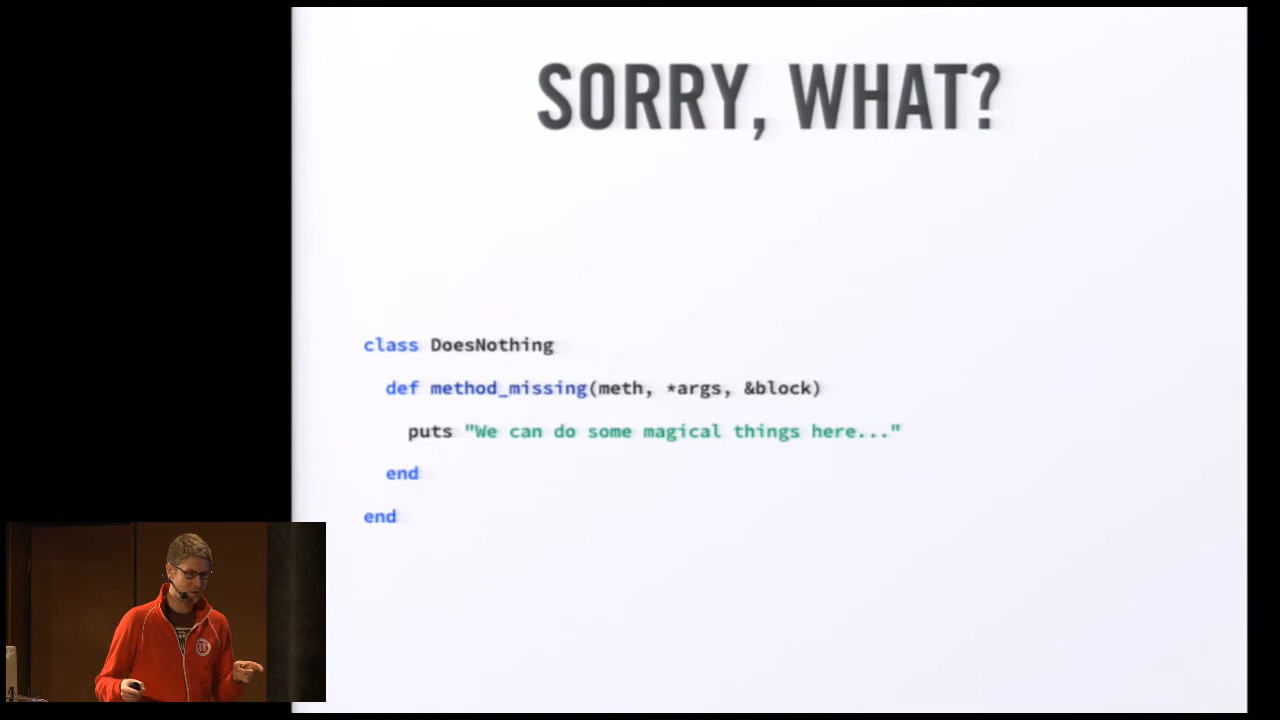 SORRY, WHAT?
class DoesNothing
def method_missing(meth, *args, &block)
puts "We can do some magical things here..."
end
end